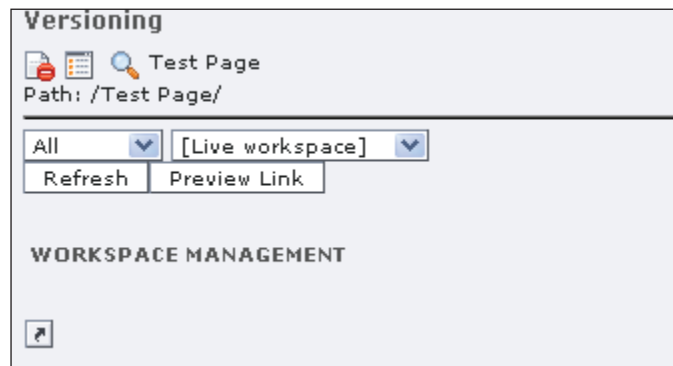 Versioning
Test Page
Path: /Test Page/
All [Live workspace]
Refresh Preview Link
WORKSPACE MANAGEMENT